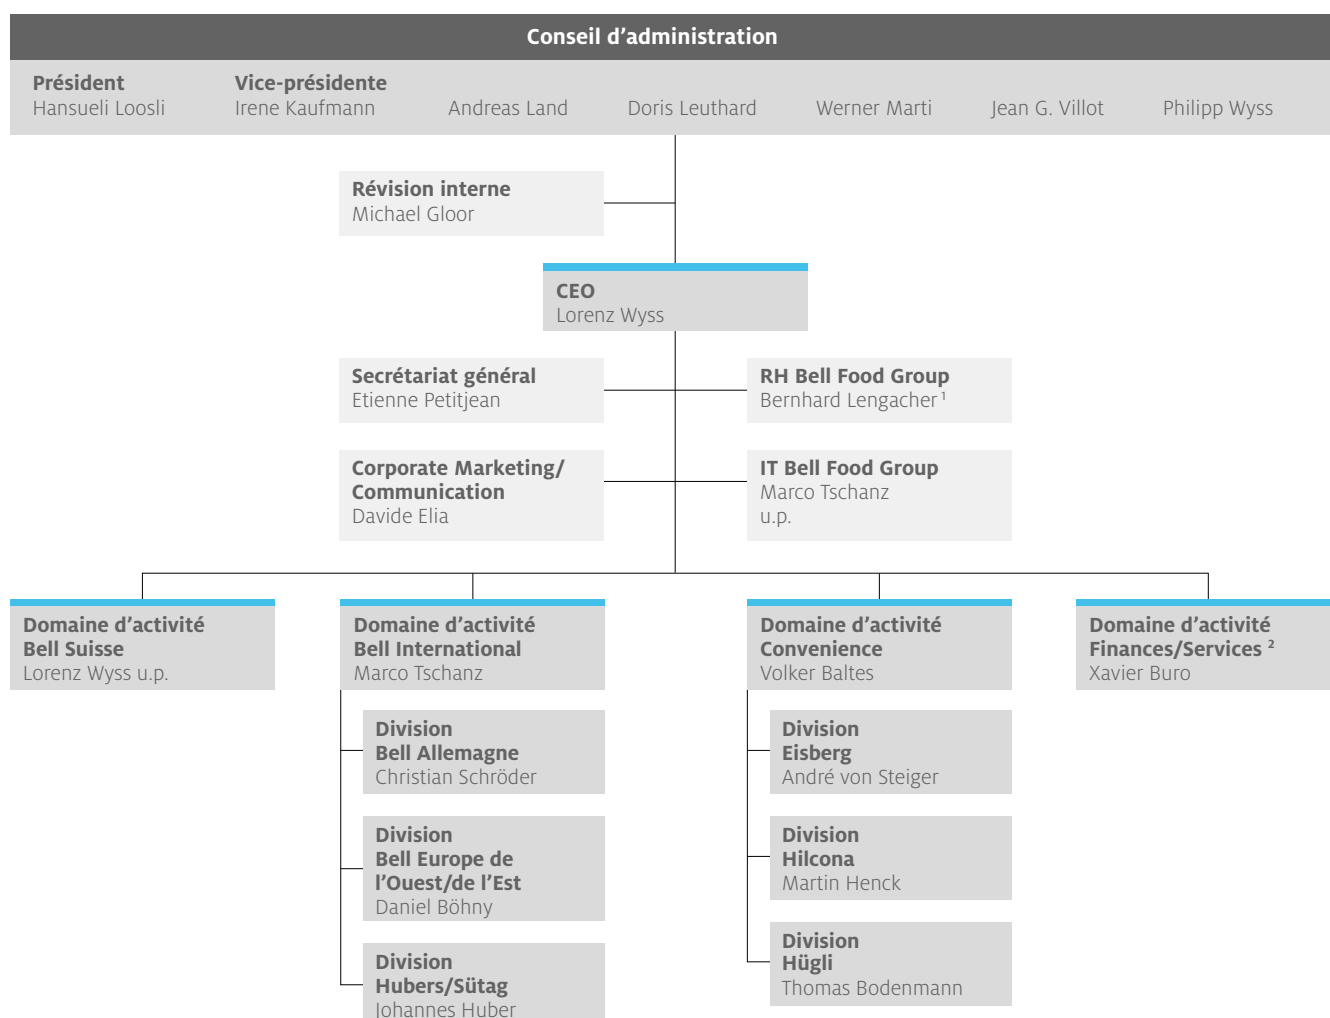 Conseil d’administration
Président
Hansueli Loosli
Vice-présidente
Irene Kaufmann
Andreas Land
Doris Leuthard
Werner Marti
Jean G. Villot
Philipp Wyss
Révision interne
Michael Gloor
CEO
Lorenz Wyss
Secrétariat général
Etienne Petitjean
RH Bell Food Group
Bernhard Lengacher ¹
Corporate Marketing/
Communication
Davide Elia
IT Bell Food Group
Marco Tschanz
u.p.
Domaine d’activité
Bell Suisse
Lorenz Wyss u.p.
Domaine d’activité
Bell International
Marco Tschanz
Division
Bell Allemagne
Christian Schröder
Division
Bell Europe de
l’Ouest/de l’Est
Daniel Böhny
Division
Hubers/Sütag
Johannes Huber
Domaine d’activité
Convenience
Volker Baltes
Division
Eisberg
André von Steiger
Division
Hilcona
Martin Henck
Division
Hügli
Thomas Bodenmann
Domaine d’activité
Finances/Services ²
Xavier Buro